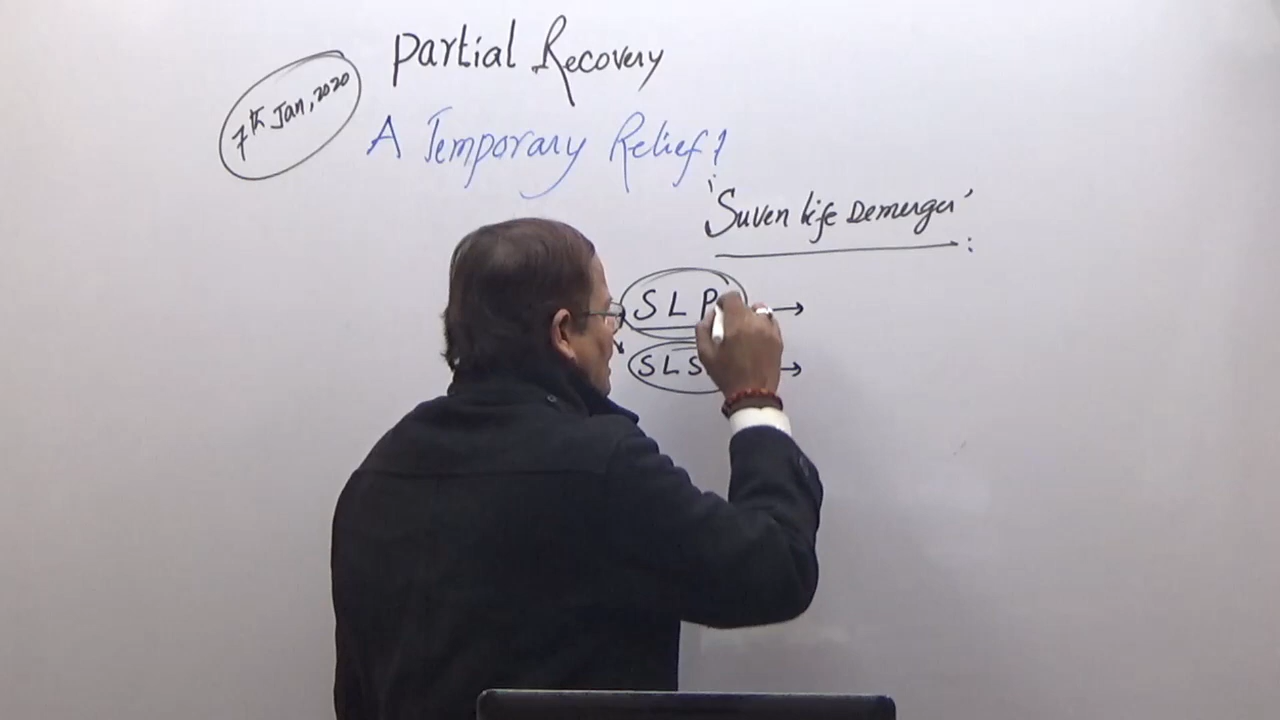 Partial Recovery
7th Jan, 2020
A Temporary Relief?
'Suven life Demerger'
:
SLP
SLS